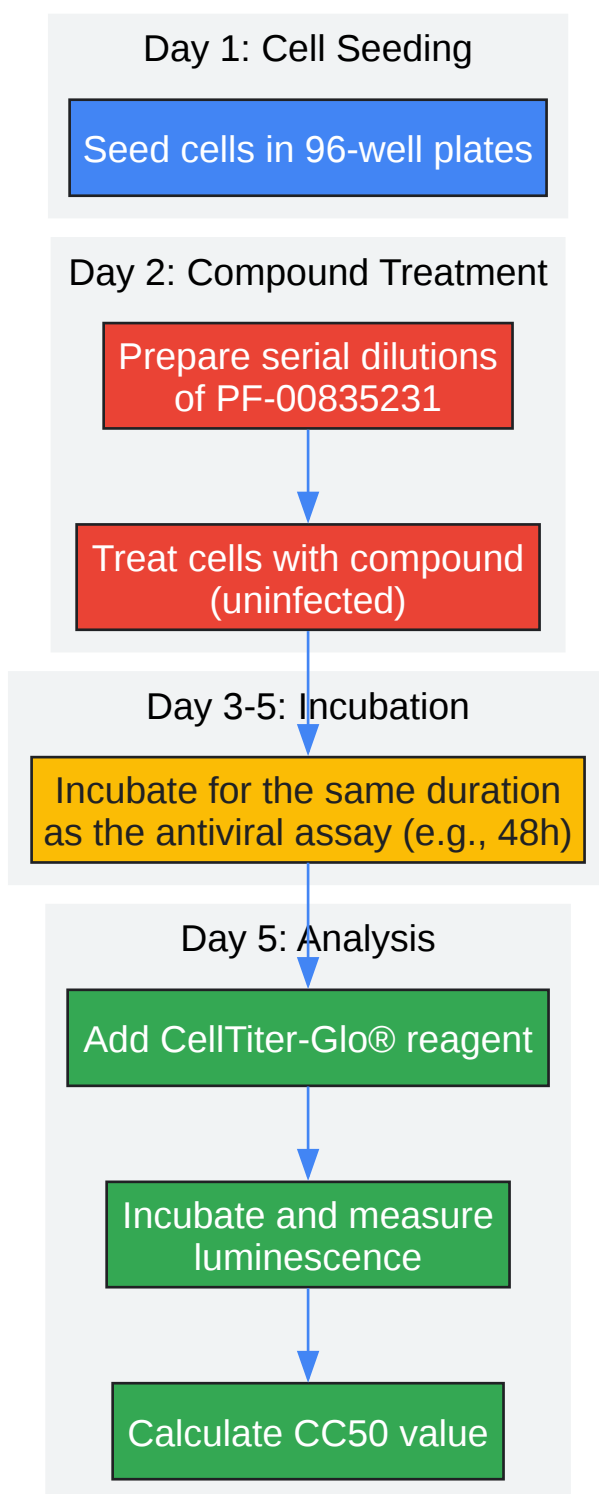 Day 1: Cell Seeding
Seed cells in 96-well plates
Day 2: Compound Treatment
Prepare serial dilutions
of PF-00835231
Treat cells with compound
(uninfected)
Day 3-5: Incubation
Incubate for the same duration
as the antiviral assay (e.g., 48h)
Day 5: Analysis
Add CellTiter-Glo® reagent
Incubate and measure
luminescence
Calculate CC50 value